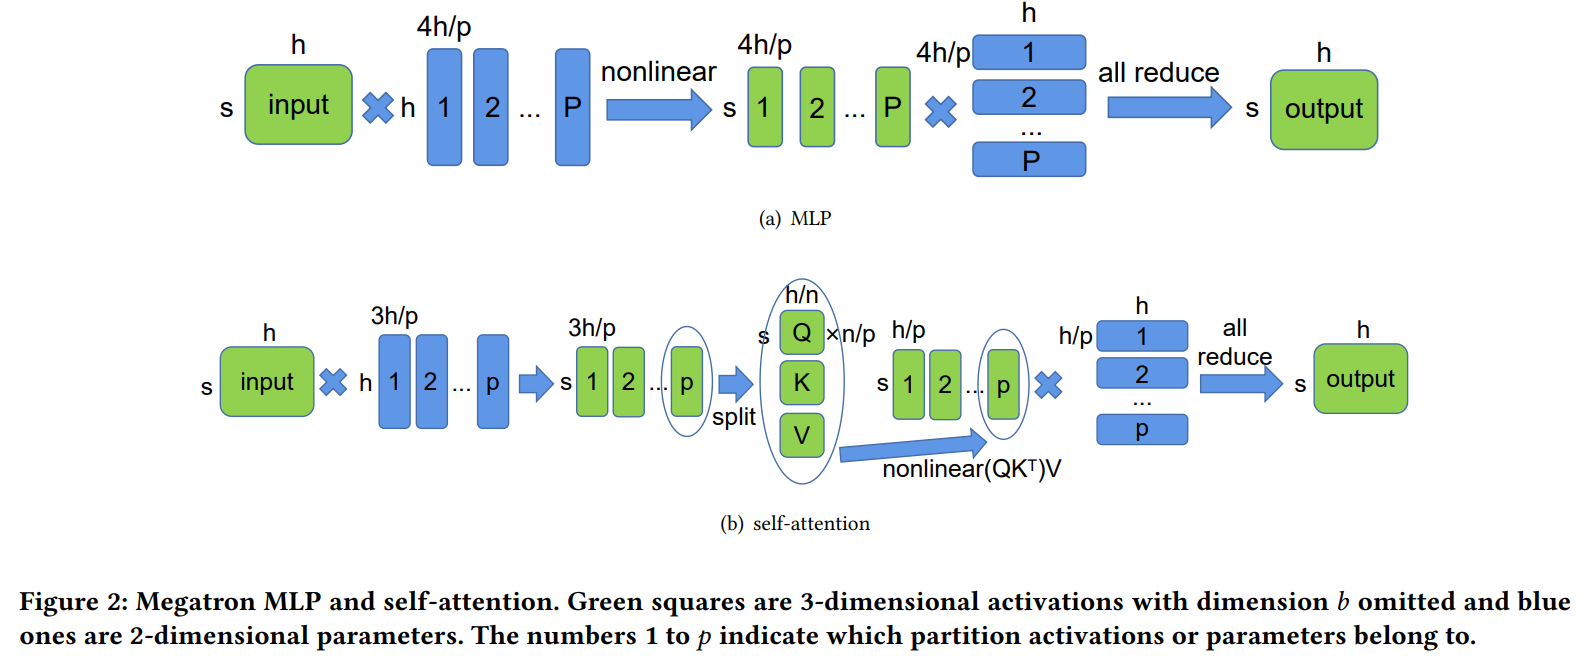 h
s
input
h
4h/p
1
2
...
P
nonlinear
4h/p
s
1
2
...
P
4h/p
h
1
2
...
P
all reduce
h
s
output
(a) MLP
h
s
input
h
3h/p
1
2
...
p
3h/p
s
1
2
...
p
split
h/n
s
Q
×n/p
K
V
nonlinear(QKᵀ)V
h/p
s
1
2
...
p
h/p
h
1
2
...
p
all
reduce
h
s
output
(b) self-attention
Figure 2: Megatron MLP and self-attention. Green squares are 3-dimensional activations with dimension b omitted and blue
ones are 2-dimensional parameters. The numbers 1 to p indicate which partition activations or parameters belong to.